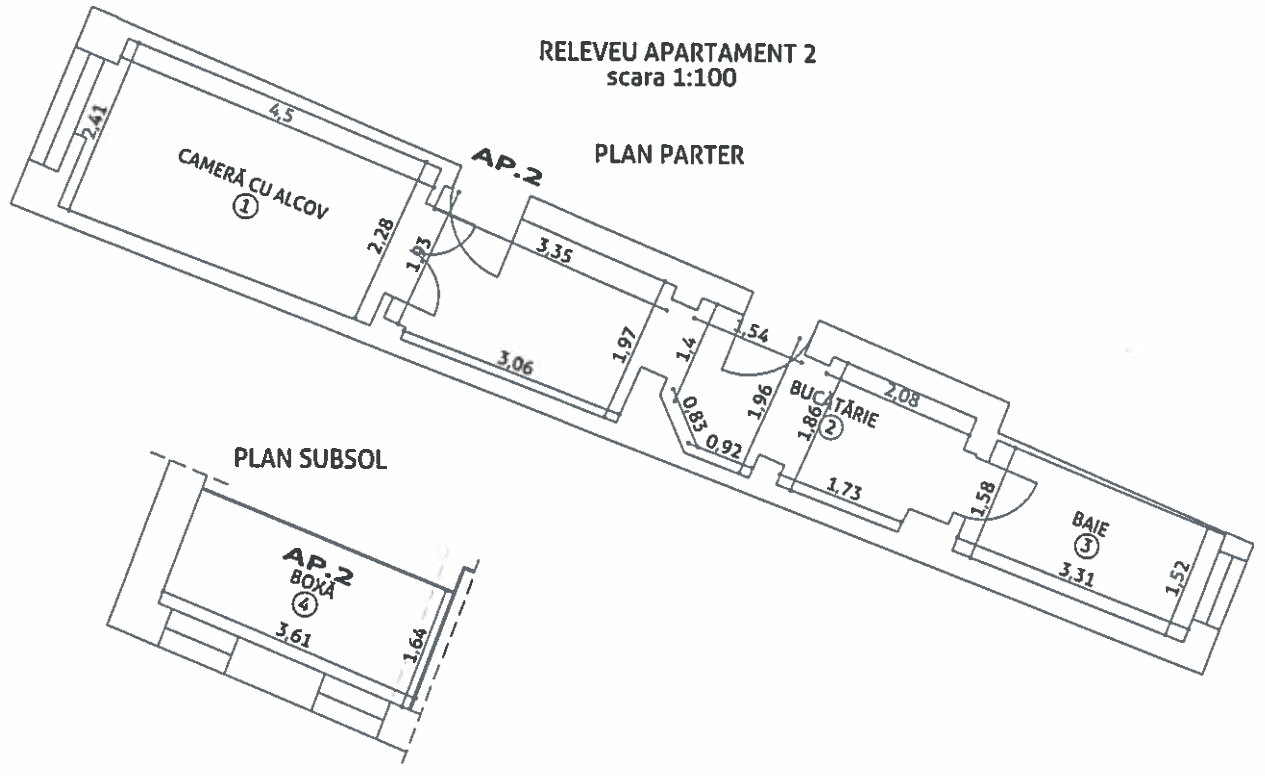 RELEVEU APARTAMENT 2
scara 1:100
PLAN PARTER
AP.2
2,41
4,5
CAMERĂ CU ALCOV
1
2,28
1,93
3,35
3,06
1,97
1,4
1,54
0,83
0,92
1,96
BUCĂTĂRIE
2
1,86
2,08
1,73
1,58
BAIE
3
3,31
1,52
PLAN SUBSOL
AP.2
BOXĂ
4
3,61
1,64